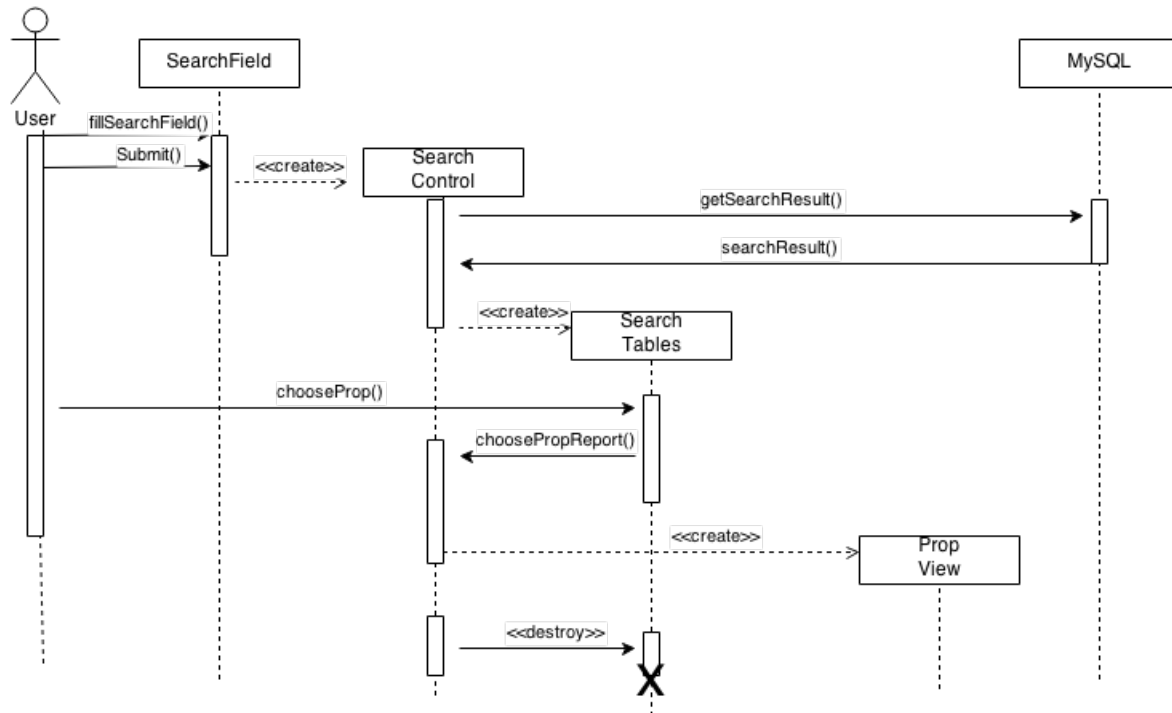 SearchField
MySQL
User
fillSearchField()
Submit()
<<create>>
Search
Control
getSearchResult()
searchResult()
<<create>>
Search
Tables
chooseProp()
choosePropReport()
<<create>>
Prop
View
<<destroy>>
X